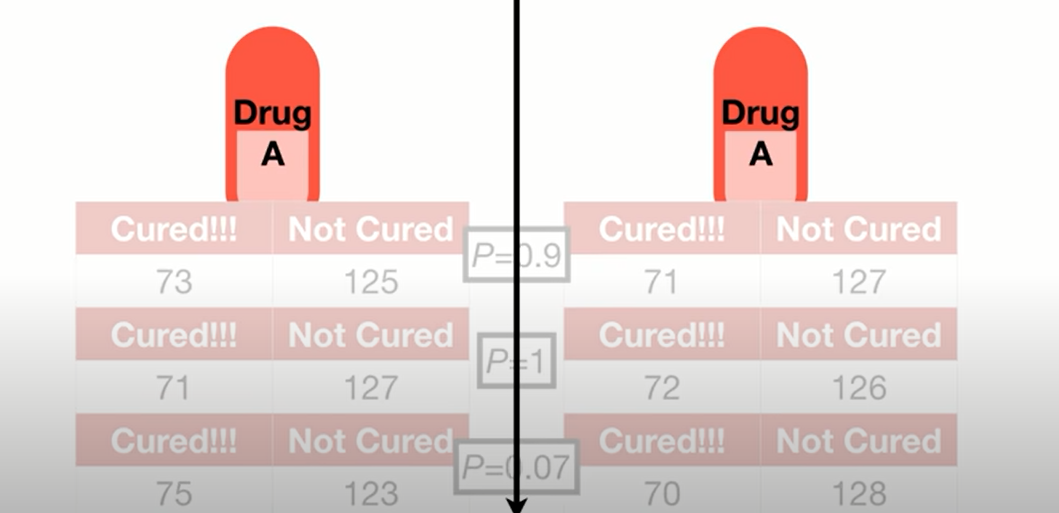 Drug Drug
A A
Cured!!! Not Cured Cured!!! Not Cured
P=0.9
73 125 71 127
Cured!!! Not Cured Cured!!! Not Cured
P=1
71 127 72 126
Cured!!! Not Cured Cured!!! Not Cured
P=0.07
75 123 70 128